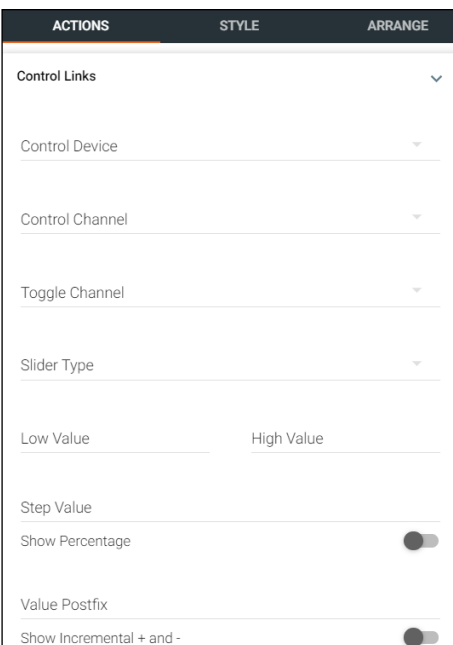 ACTIONS STYLE ARRANGE
Control Links
Control Device
Control Channel
Toggle Channel
Slider Type
Low Value High Value
Step Value
Show Percentage
Value Postfix
Show Incremental + and -